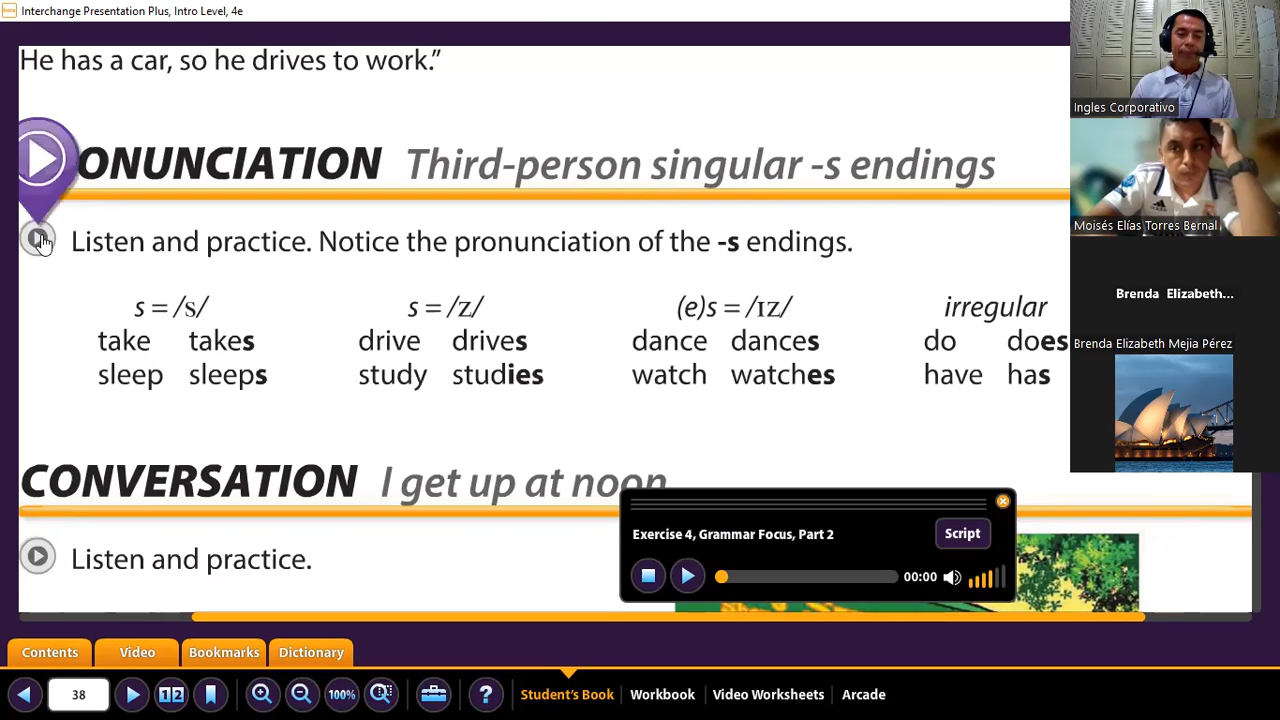 Interchange Presentation Plus, Intro Level, 4e
He has a car, so he drives to work.”
ONUNCIATION Third-person singular -s endings
Listen and practice. Notice the pronunciation of the -s endings.
s = /s/ s = /z/ (e)s = /ɪz/ irregular
take takes drive drives dance dances do does
sleep sleeps study studies watch watches have has
CONVERSATION I get up at noon
Listen and practice.
Exercise 4, Grammar Focus, Part 2
Script
00:00
Ingles Corporativo
Moisés Elías Torres Bernal
Brenda Elizabeth...
Brenda Elizabeth Mejia Pérez
Contents Video Bookmarks Dictionary
38 1 2 100% ? Student's Book Workbook Video Worksheets Arcade